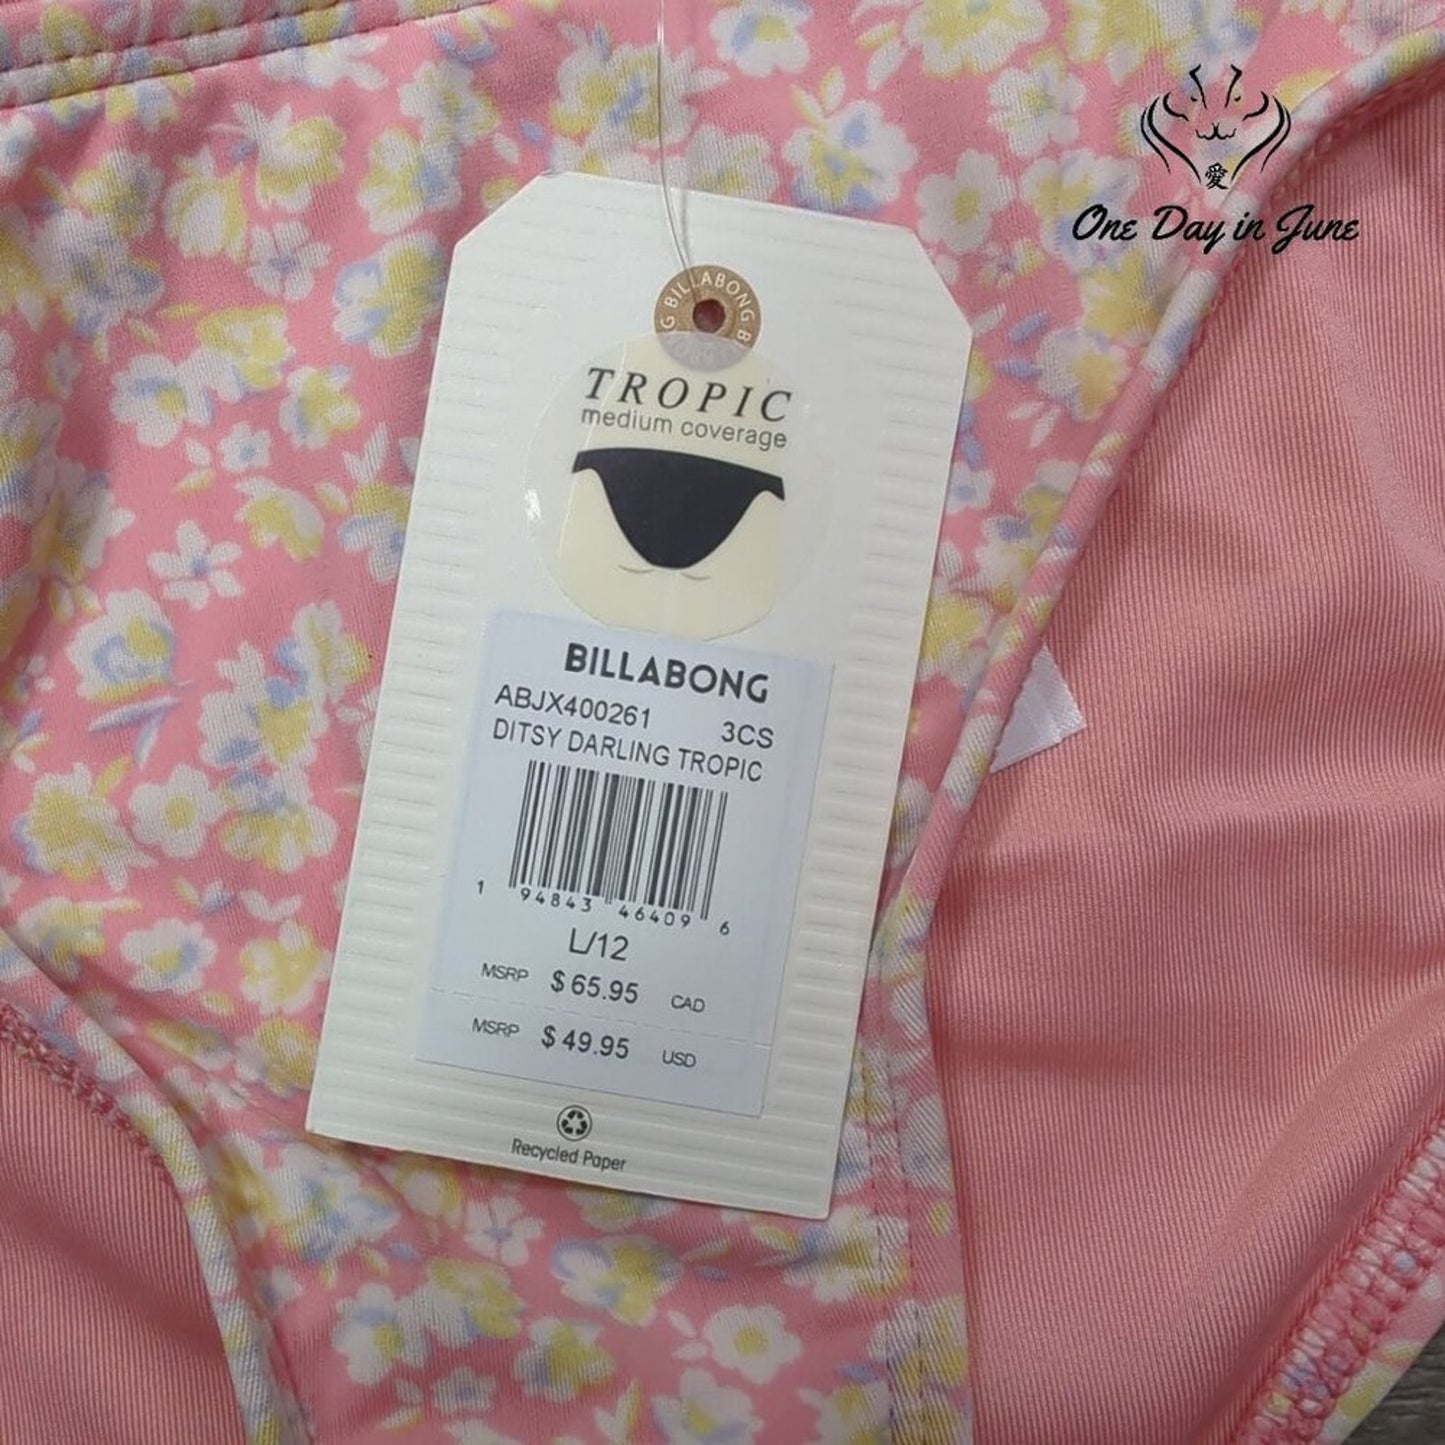 愛
One Day in June
BILLABONG B
TROPIC
medium coverage
BILLABONG
ABJX400261 3CS
DITSY DARLING TROPIC
1 94843 46409 6
L/12
MSRP $ 65.95 CAD
MSRP $ 49.95 USD
Recycled Paper